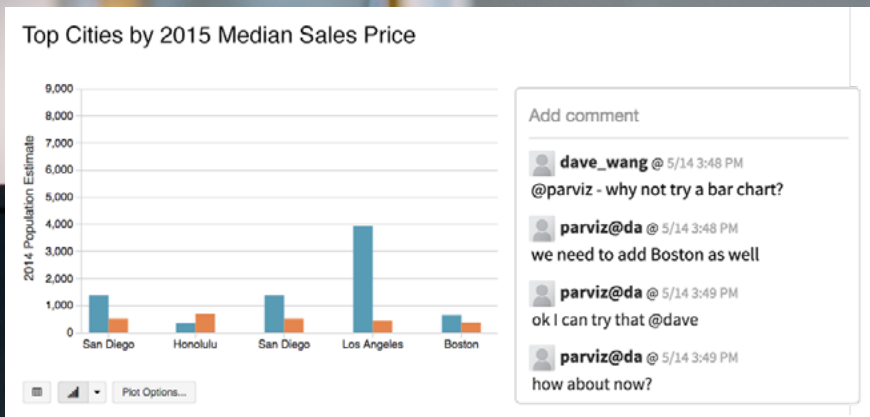 Top Cities by 2015 Median Sales Price
9,000
8,000
7,000
6,000
5,000
4,000
3,000
2,000
1,000
0
2014 Population Estimate
San Diego Honolulu San Diego Los Angeles Boston
Plot Options...
Add comment
dave_wang @ 5/14 3:48 PM
@parviz - why not try a bar chart?
parviz@da @ 5/14 3:48 PM
we need to add Boston as well
parviz@da @ 5/14 3:49 PM
ok I can try that @dave
parviz@da @ 5/14 3:49 PM
how about now?